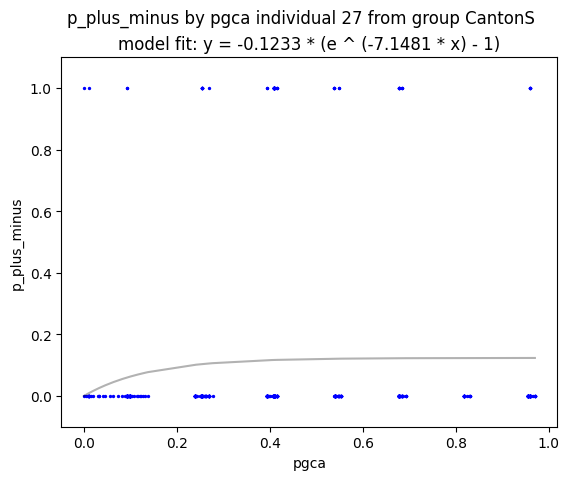 p_plus_minus by pgca individual 27 from group CantonS
model fit: y = -0.1233 * (e ^ (-7.1481 * x) - 1)
1.0
0.8
0.6
0.4
0.2
0.0
p_plus_minus
0.0 0.2 0.4 0.6 0.8 1.0
pgca